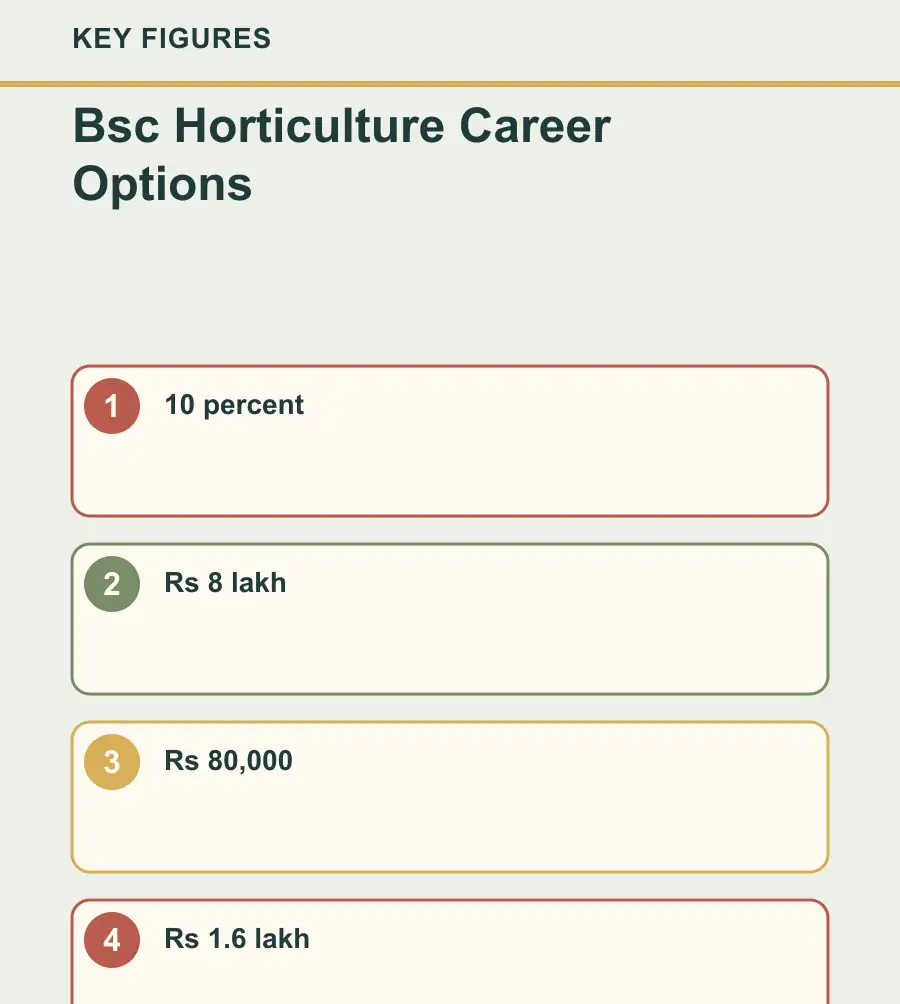 KEY FIGURES
Bsc Horticulture Career
Options
1 10 percent
2 Rs 8 lakh
3 Rs 80,000
4 Rs 1.6 lakh